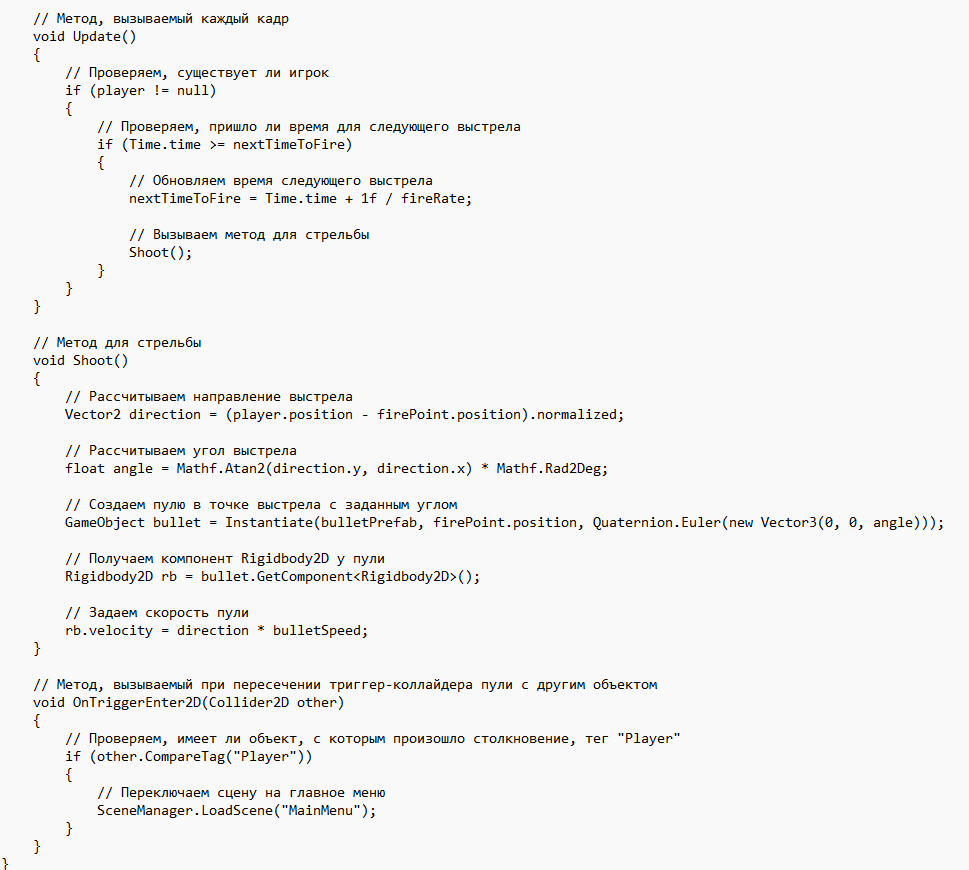 // Метод, вызываемый каждый кадр
void Update()
{
// Проверяем, существует ли игрок
if (player != null)
{
// Проверяем, пришло ли время для следующего выстрела
if (Time.time >= nextTimeToFire)
{
// Обновляем время следующего выстрела
nextTimeToFire = Time.time + 1f / fireRate;
// Вызываем метод для стрельбы
Shoot();
}
}
}
// Метод для стрельбы
void Shoot()
{
// Рассчитываем направление выстрела
Vector2 direction = (player.position - firePoint.position).normalized;
// Рассчитываем угол выстрела
float angle = Mathf.Atan2(direction.y, direction.x) * Mathf.Rad2Deg;
// Создаем пулю в точке выстрела с заданным углом
GameObject bullet = Instantiate(bulletPrefab, firePoint.position, Quaternion.Euler(new Vector3(0, 0, angle)));
// Получаем компонент Rigidbody2D у пули
Rigidbody2D rb = bullet.GetComponent<Rigidbody2D>();
// Задаем скорость пули
rb.velocity = direction * bulletSpeed;
}
// Метод, вызываемый при пересечении триггер-коллайдера пули с другим объектом
void OnTriggerEnter2D(Collider2D other)
{
// Проверяем, имеет ли объект, с которым произошло столкновение, тег "Player"
if (other.CompareTag("Player"))
{
// Переключаем сцену на главное меню
SceneManager.LoadScene("MainMenu");
}
}
}